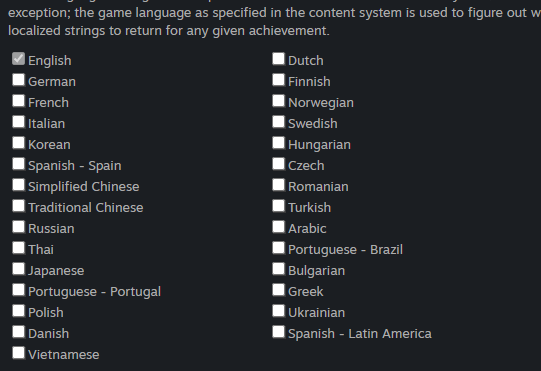 exception; the game language as specified in the content system is used to figure out
localized strings to return for any given achievement.
English
German
French
Italian
Korean
Spanish - Spain
Simplified Chinese
Traditional Chinese
Russian
Thai
Japanese
Portuguese - Portugal
Polish
Danish
Vietnamese
Dutch
Finnish
Norwegian
Swedish
Hungarian
Czech
Romanian
Turkish
Arabic
Portuguese - Brazil
Bulgarian
Greek
Ukrainian
Spanish - Latin America